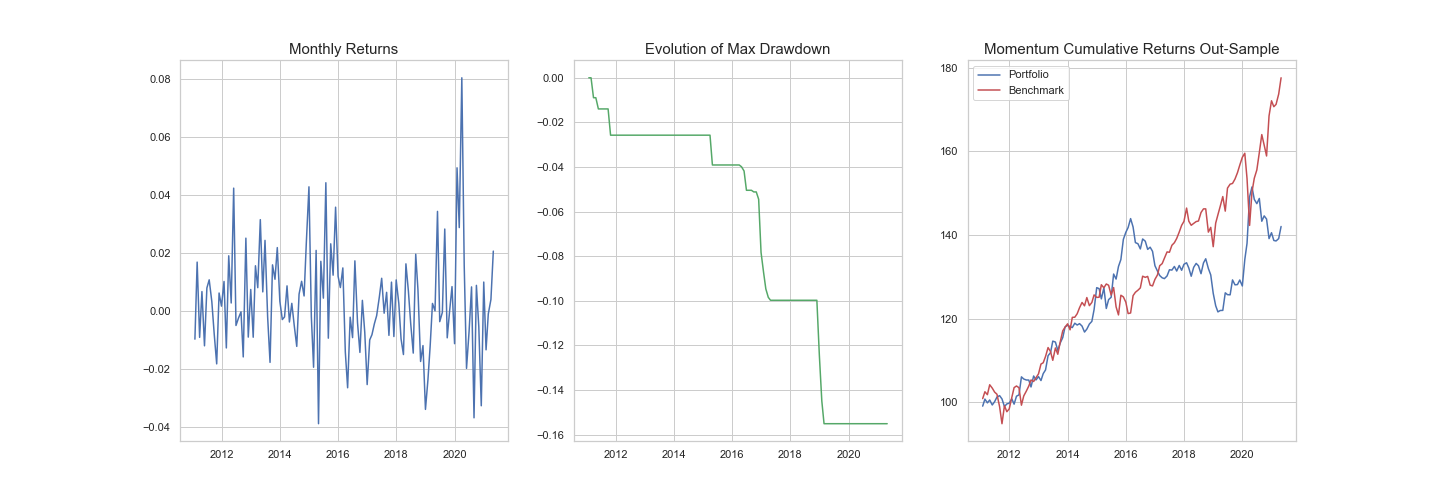 Monthly Returns
0.08
0.06
0.04
0.02
0.00
−0.02
−0.04
2012 2014 2016 2018 2020
Evolution of Max Drawdown
0.00
−0.02
−0.04
−0.06
−0.08
−0.10
−0.12
−0.14
−0.16
2012 2014 2016 2018 2020
Momentum Cumulative Returns Out-Sample
Portfolio
Benchmark
180
160
140
120
100
2012 2014 2016 2018 2020